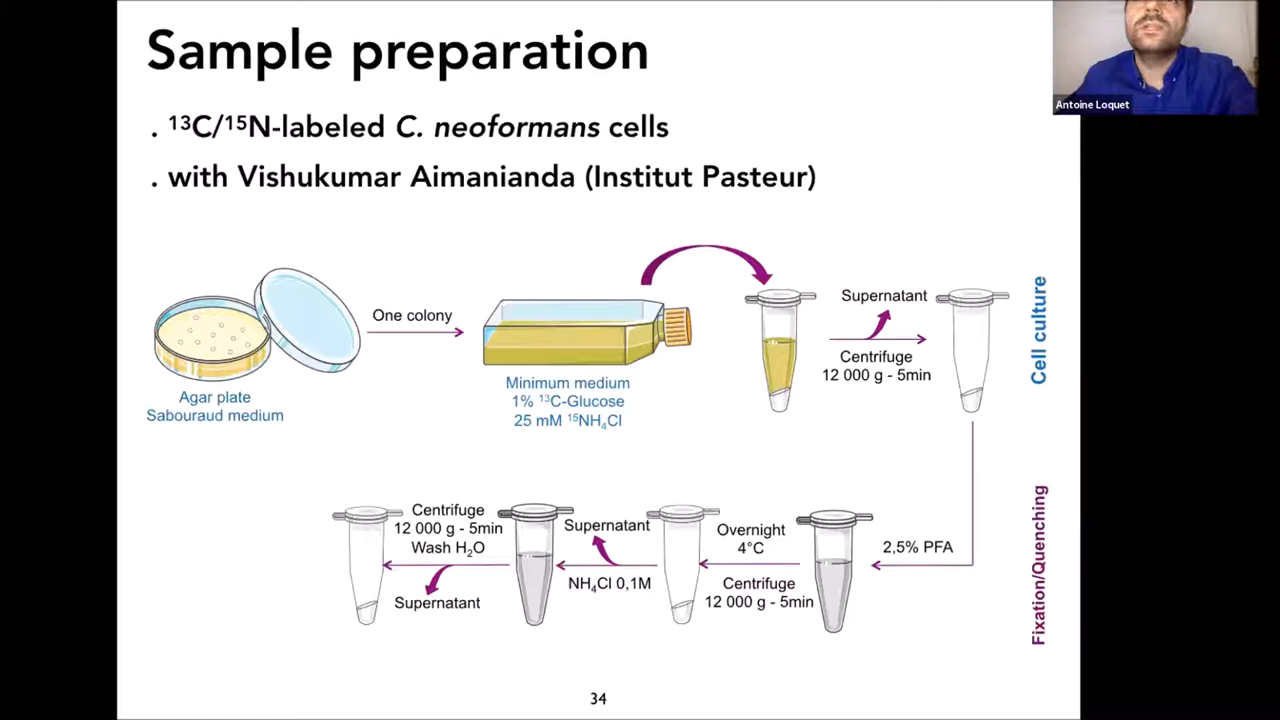 Sample preparation
Antoine Loquet
. ¹³C/¹⁵N-labeled C. neoformans cells
. with Vishukumar Aimanianda (Institut Pasteur)
One colony
Agar plate
Sabouraud medium
Minimum medium
1% ¹³C-Glucose
25 mM ¹⁵NH₄Cl
Supernatant
Centrifuge
12 000 g - 5min
Cell culture
2,5% PFA
Overnight
4°C
Centrifuge
12 000 g - 5min
Supernatant
NH₄Cl 0,1M
Centrifuge
12 000 g - 5min
Wash H₂O
Supernatant
Fixation/Quenching
34